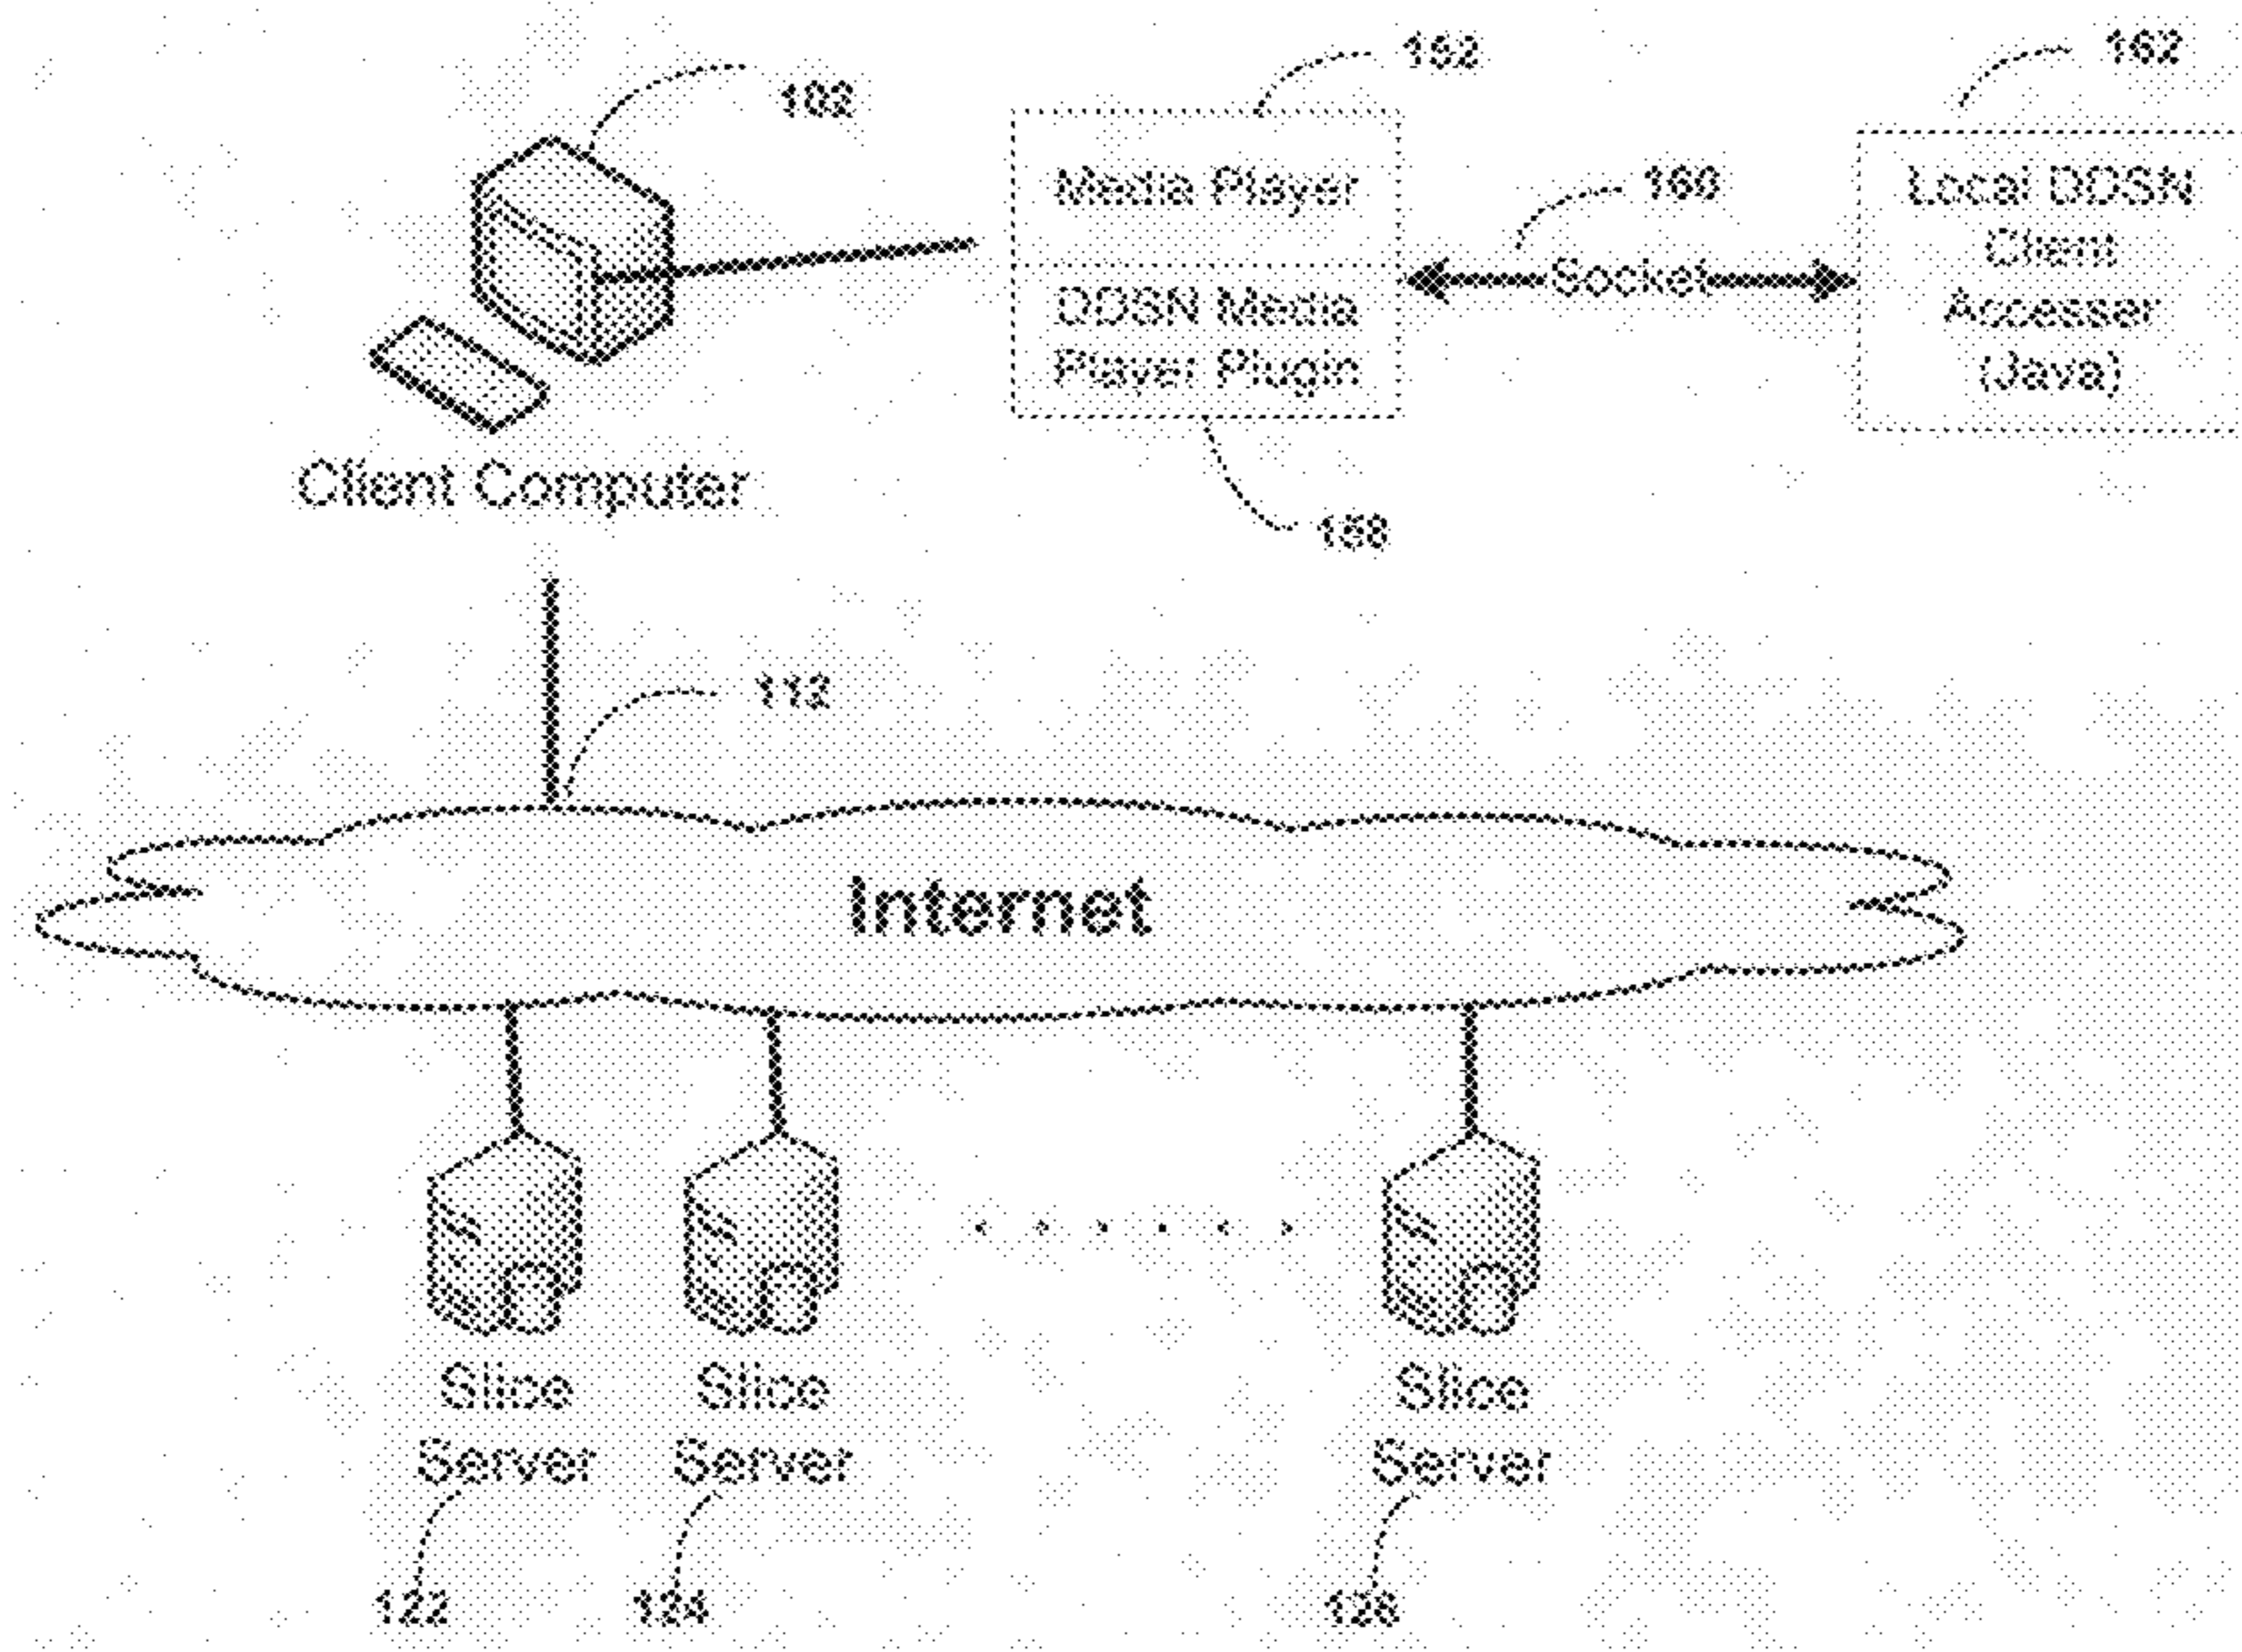 102
152
162
Media Player
DDSN Media
Player Plugin
160
Socket
Local DDSN
Client
Accesser
(Java)
Client Computer
158
112
Internet
Slice
Server
Slice
Server
Slice
Server
122
124
126